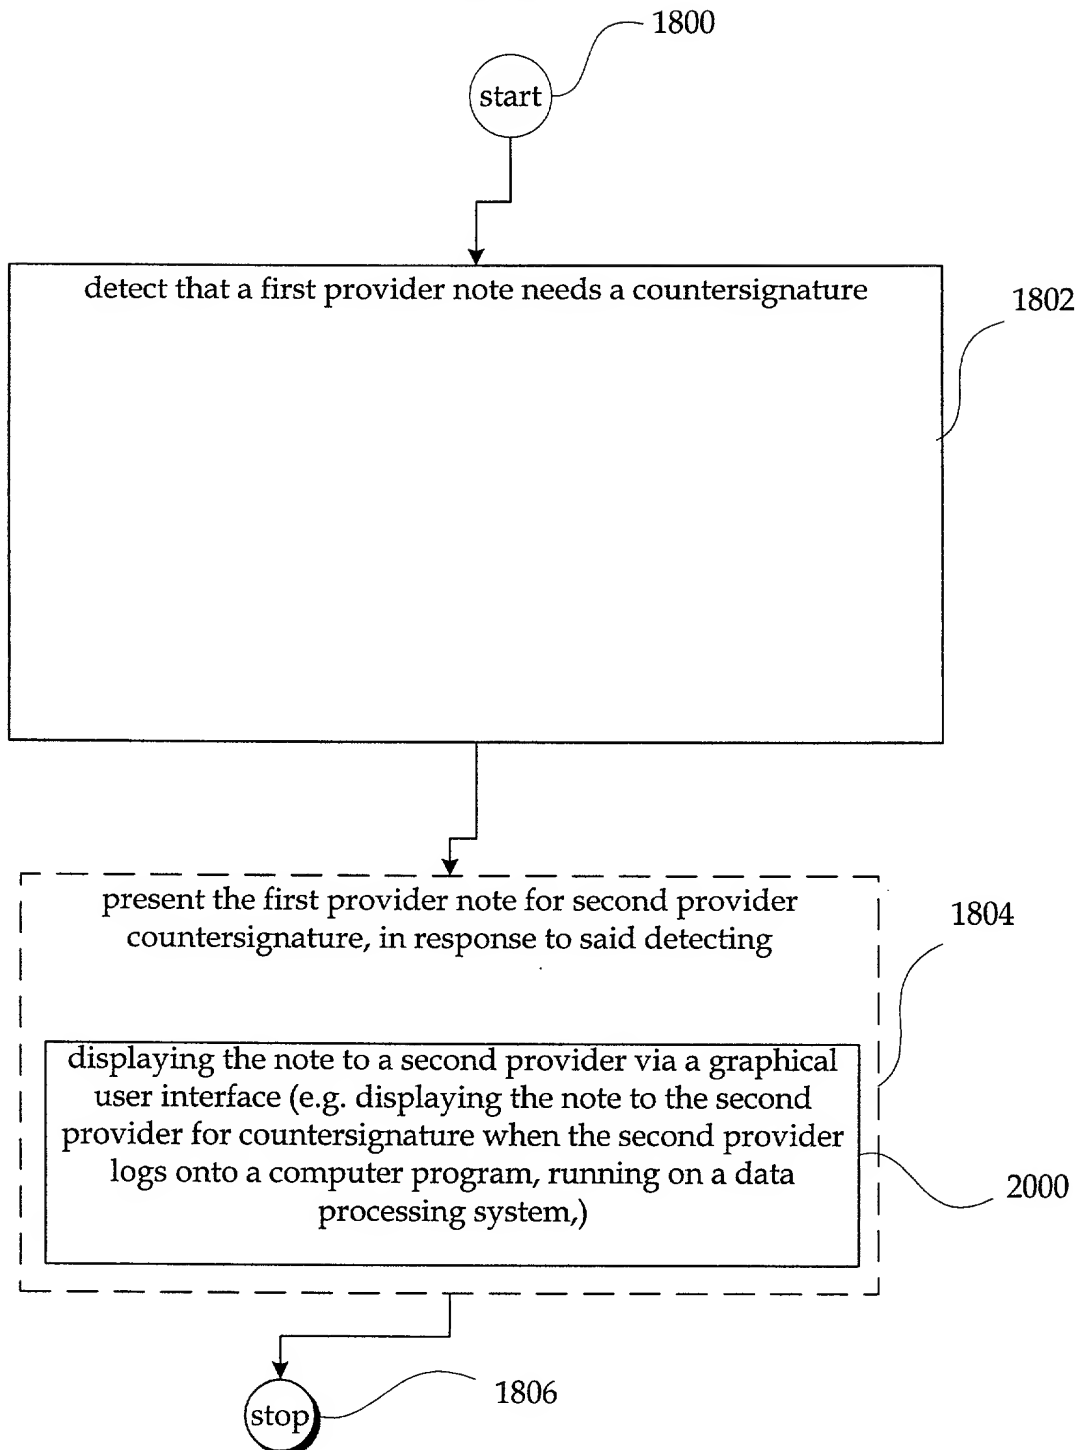 1800
start
detect that a first provider note needs a countersignature
1802
present the first provider note for second provider
countersignature, in response to said detecting
1804
displaying the note to a second provider via a graphical
user interface (e.g. displaying the note to the second
provider for countersignature when the second provider
logs onto a computer program, running on a data
processing system,)
2000
1806
stop